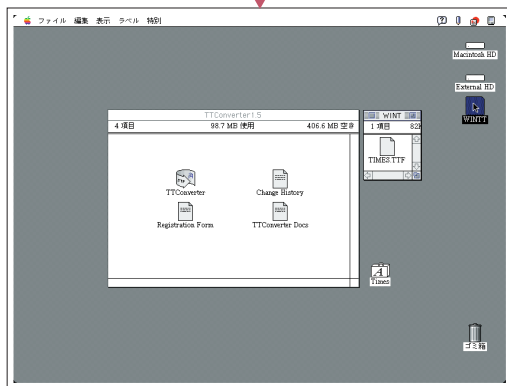 ファイル 編集 表示 ラベル 特別
Macintosh HD
External HD
WINTT
TTConverter1.5
4 項目 98.7 MB 使用 406.6 MB 空き
WINT
1 項目 82K
TIMES.TTF
TTConverter
Change History
Registration Form
TTConverter Docs
Times
ゴミ箱